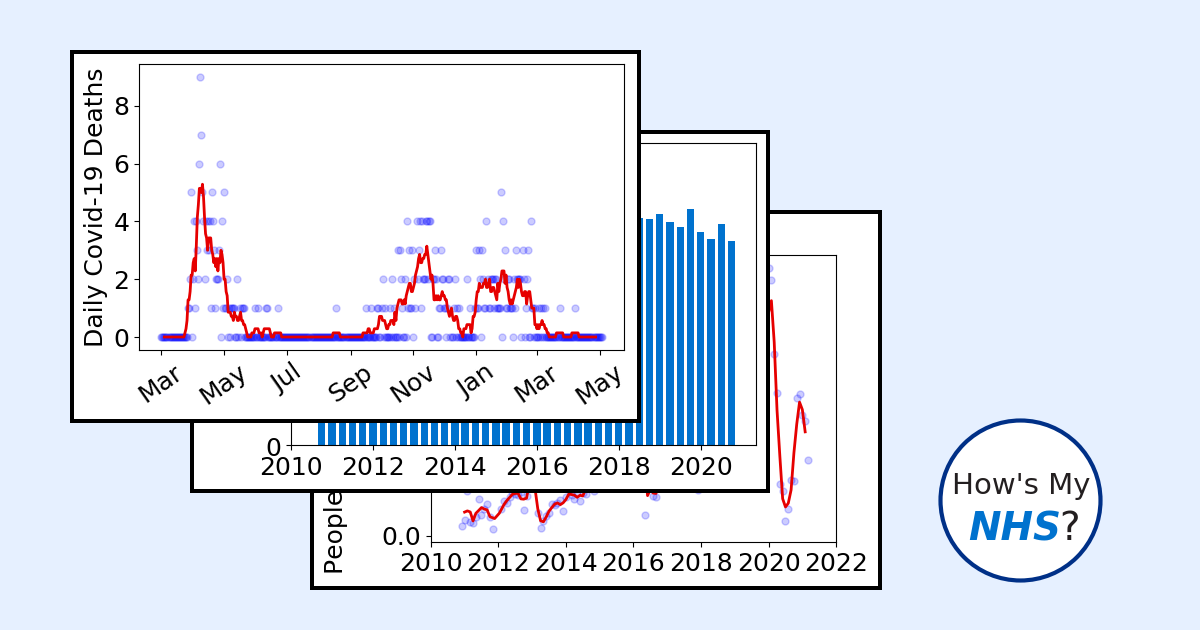 Daily Covid-19 Deaths
8
6
4
2
0
Mar May Jul Sep Nov Jan Mar May
0
2010 2012 2014 2016 2018 2020
People
0.0
2010 2012 2014 2016 2018 2020 2022
How's My
NHS?